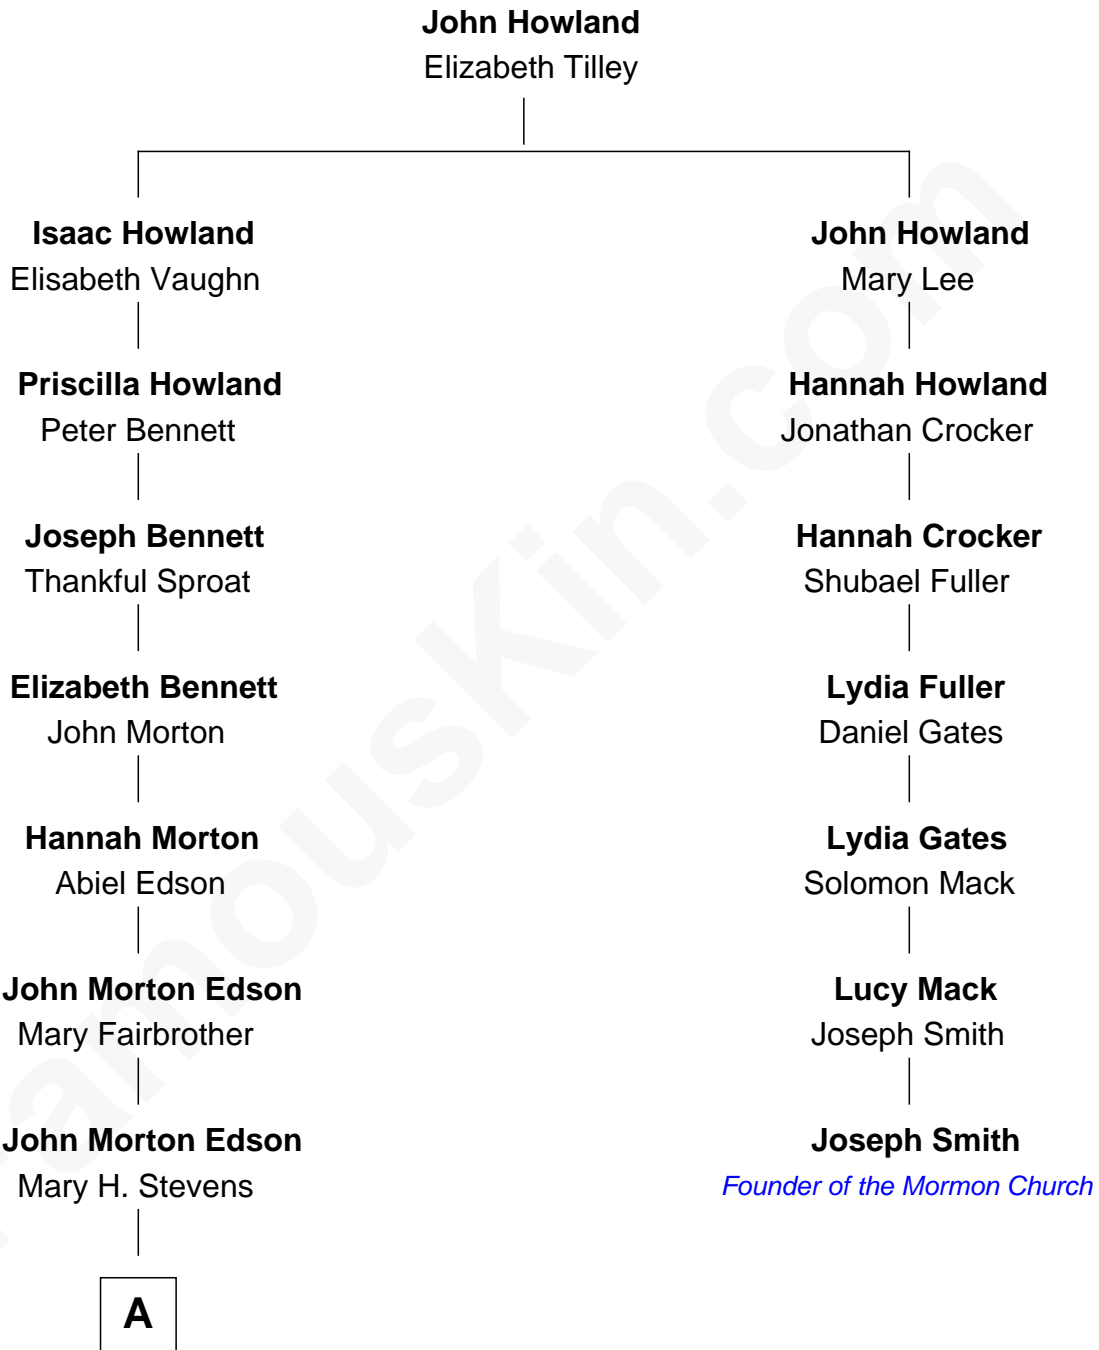 John Howland
Elizabeth Tilley
Isaac Howland
Elisabeth Vaughn
John Howland
Mary Lee
Priscilla Howland
Peter Bennett
Hannah Howland
Jonathan Crocker
Joseph Bennett
Thankful Sproat
Hannah Crocker
Shubael Fuller
Elizabeth Bennett
John Morton
Lydia Fuller
Daniel Gates
Hannah Morton
Abiel Edson
Lydia Gates
Solomon Mack
John Morton Edson
Mary Fairbrother
Lucy Mack
Joseph Smith
John Morton Edson
Mary H. Stevens
Joseph Smith
Founder of the Mormon Church
A
FamousKin.com